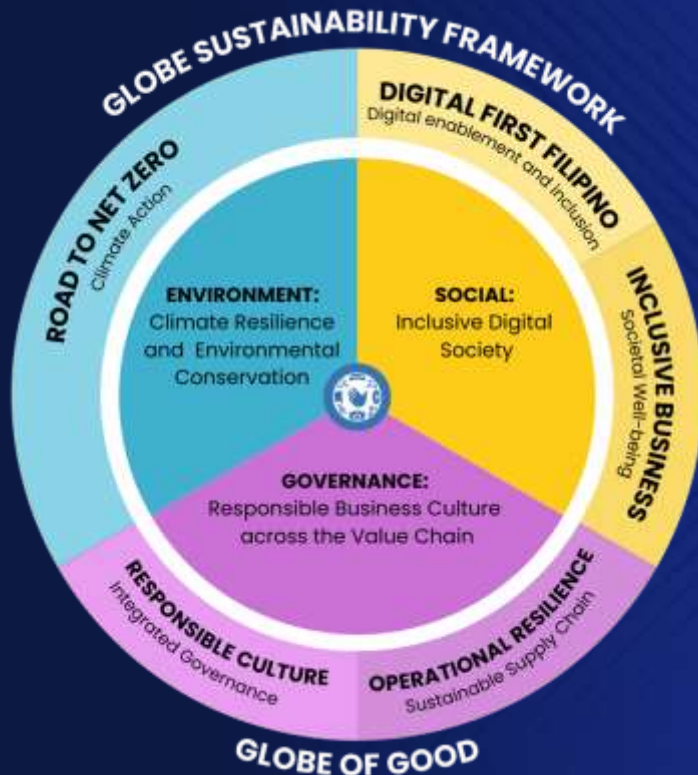 GLOBE SUSTAINABILITY FRAMEWORK
ROAD TO NET ZERO
Climate Action
DIGITAL FIRST FILIPINO
Digital enablement and inclusion
INCLUSIVE BUSINESS
Societal Well-being
ENVIRONMENT:
Climate Resilience
and Environmental
Conservation
SOCIAL:
Inclusive Digital
Society
GOVERNANCE:
Responsible Business Culture
across the Value Chain
RESPONSIBLE CULTURE
Integrated Governance
OPERATIONAL RESILIENCE
Sustainable Supply Chain
GLOBE OF GOOD